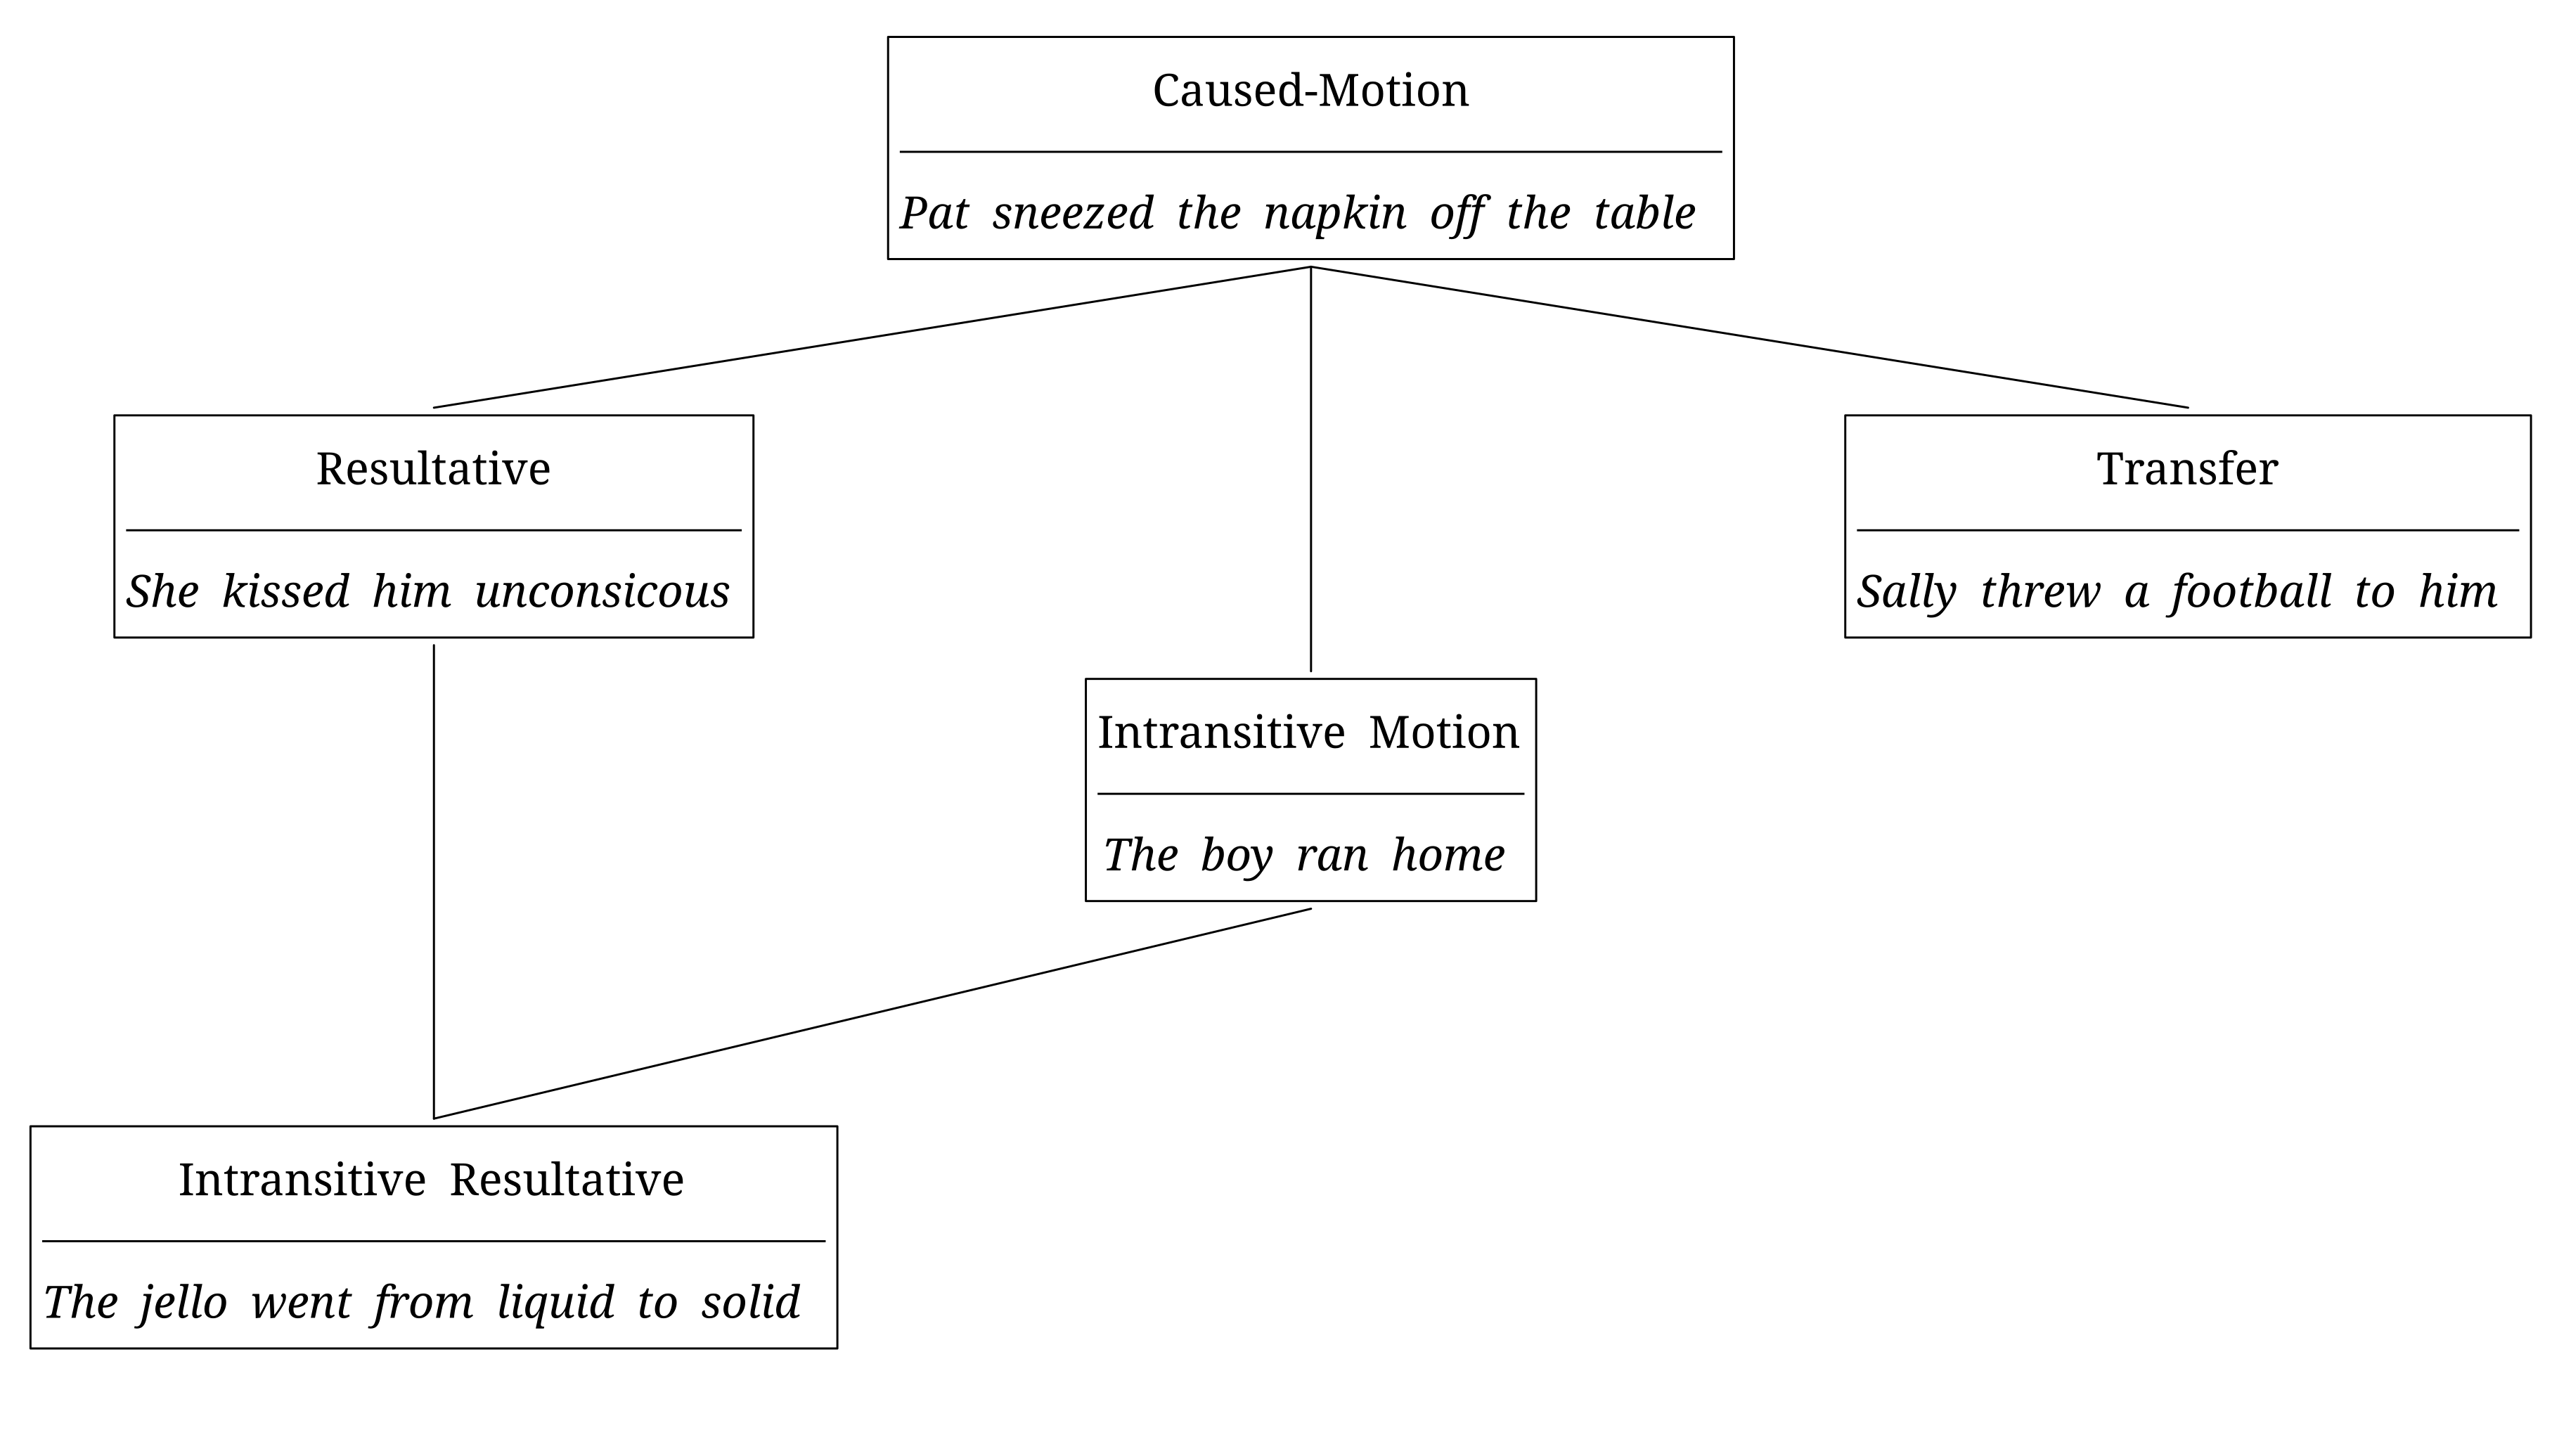 Caused-Motion
Pat sneezed the napkin off the table
Resultative
She kissed him unconsicous
Transfer
Sally threw a football to him
Intransitive Motion
The boy ran home
Intransitive Resultative
The jello went from liquid to solid